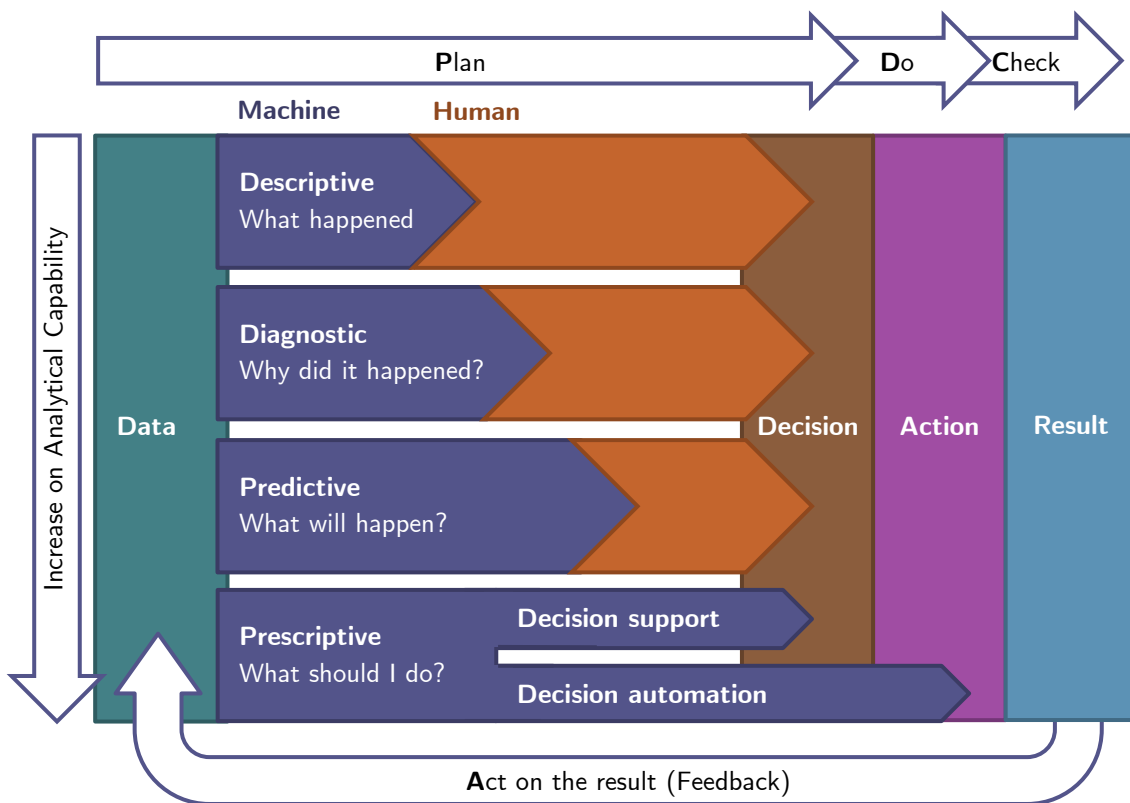 Plan
Do
Check
Machine
Human
Increase on Analytical Capability
Data
Descriptive
What happened
Diagnostic
Why did it happened?
Predictive
What will happen?
Prescriptive
What should I do?
Decision support
Decision automation
Decision
Action
Result
Act on the result (Feedback)